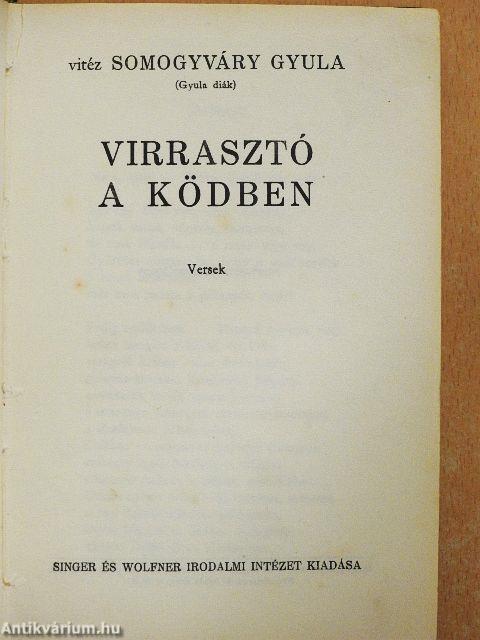 vitéz SOMOGYVÁRY GYULA
(Gyula diák)
VIRRASZTÓ
A KÖDBEN
Versek
SINGER ÉS WOLFNER IRODALMI INTÉZET KIADÁSA
Antikvárium.hu